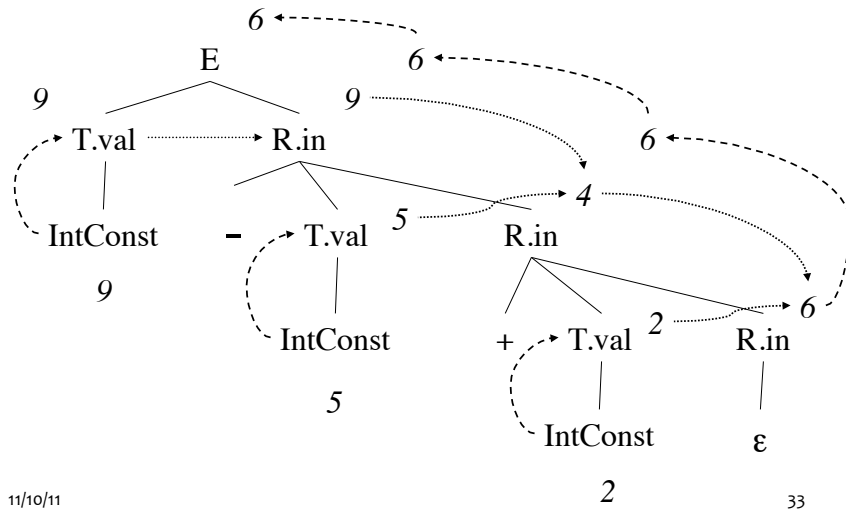 6
E
6
9
9
T.val
R.in
6
4
5
IntConst
-
T.val
R.in
9
6
2
IntConst
+
T.val
R.in
5
IntConst
ε
2
11/10/11
33